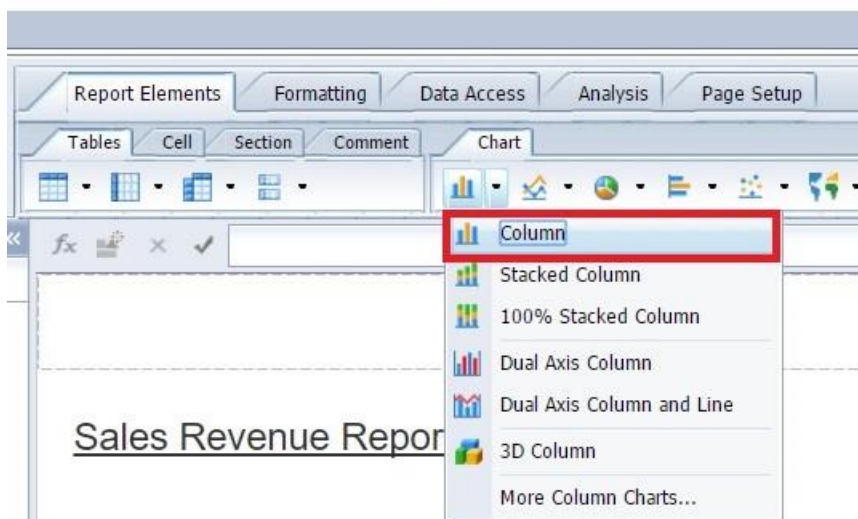 Report Elements Formatting Data Access Analysis Page Setup
Tables Cell Section Comment Chart
fx
Column
Stacked Column
100% Stacked Column
Dual Axis Column
Dual Axis Column and Line
Sales Revenue Repor
3D Column
More Column Charts...